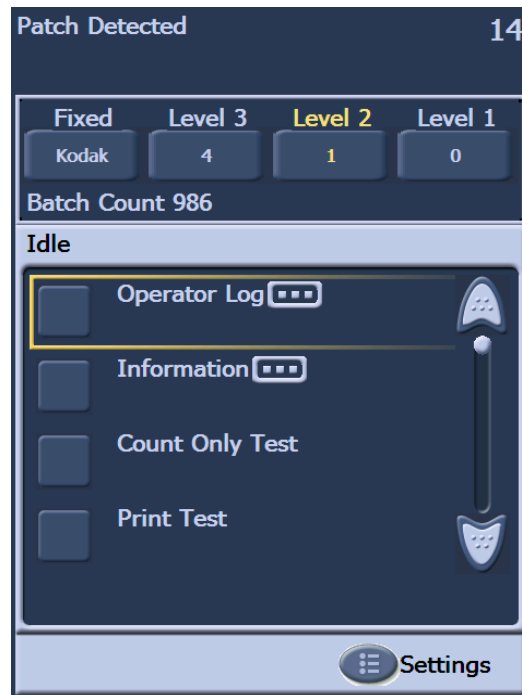 Patch Detected 14
Fixed Level 3 Level 2 Level 1
Kodak 4 1 0
Batch Count 986
Idle
Operator Log
Information
Count Only Test
Print Test
Settings